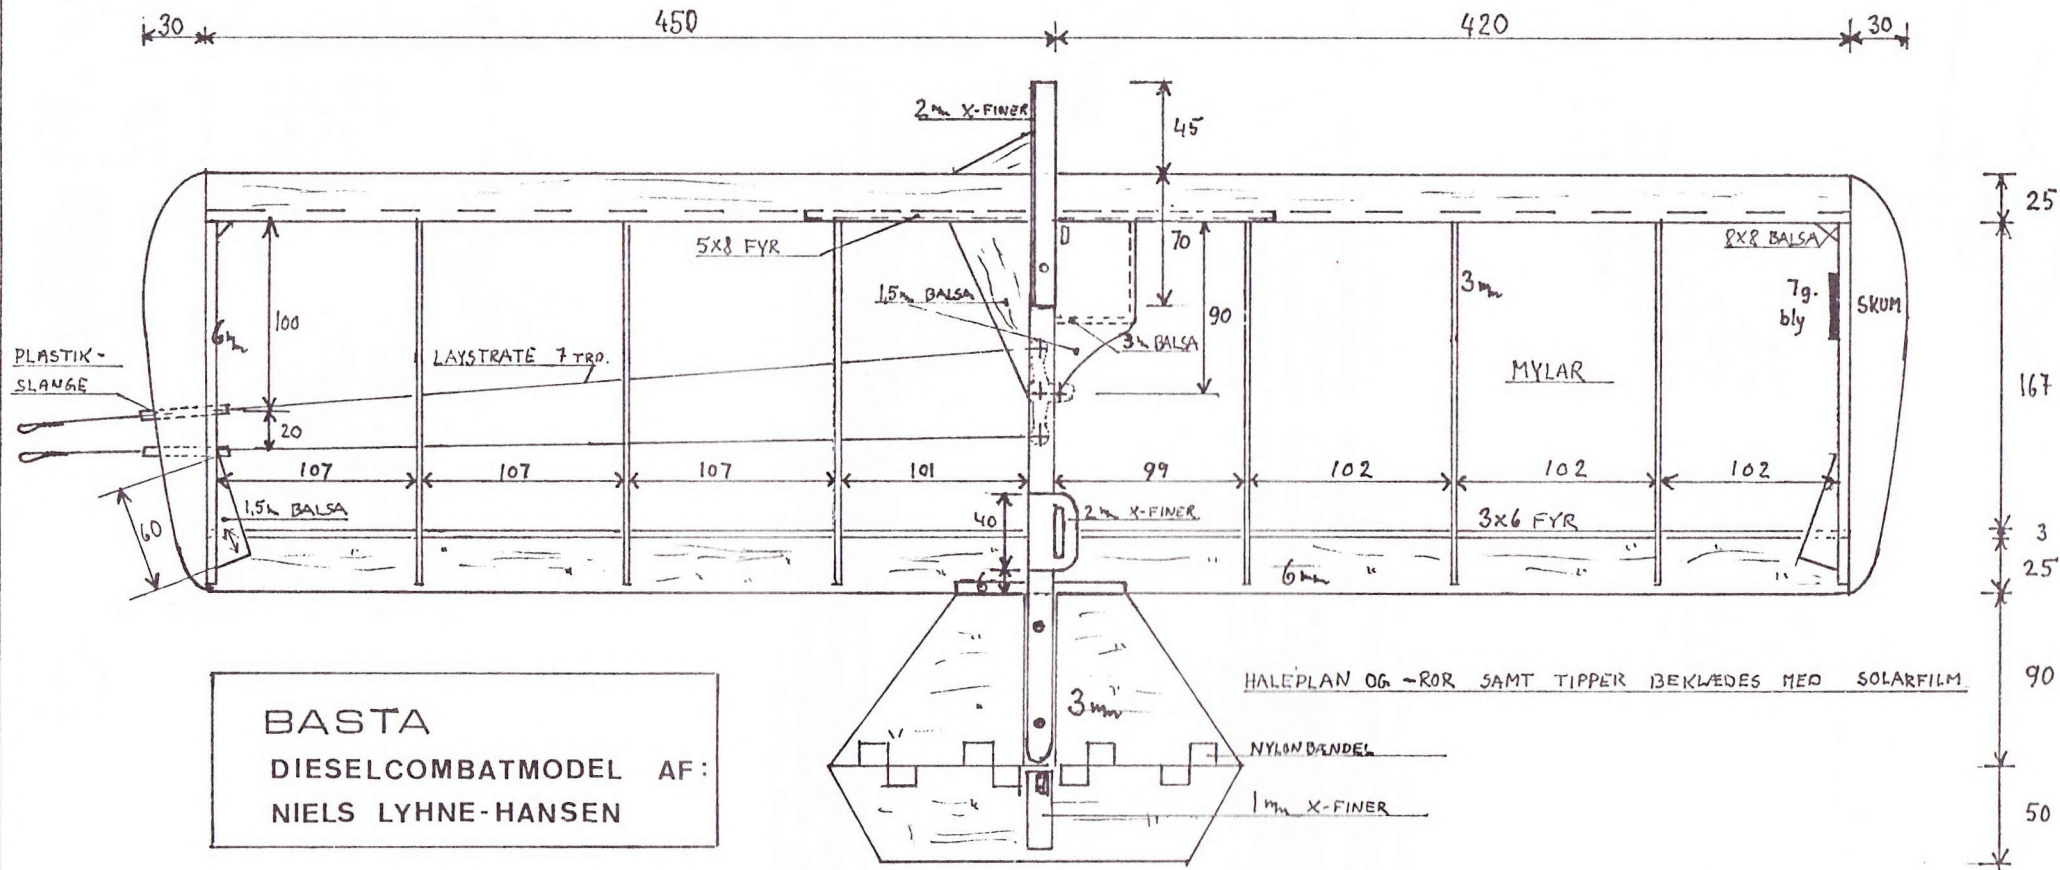 30 450 420 30
2mm X-FINER
45
25
5X8 FYR
70
8X8 BALSA
1,5mm BALSA
3mm
7g.
bly
SKUM
6mm
100
90
3mm BALSA
PLASTIK-
SLANGE
LAYSTRATE 7 TRD.
MYLAR
167
20
107 107 107 101 99 102 102 102
60
1,5mm BALSA
40
2mm X-FINER
3X6 FYR
3
6
6mm
25
HALEPLAN OG -ROR SAMT TIPPER BEKLÆDES MED SOLARFILM
90
3mm
BASTA
DIESELCOMBATMODEL AF:
NIELS LYHNE-HANSEN
NYLONBÆNDEL
1mm X-FINER
50